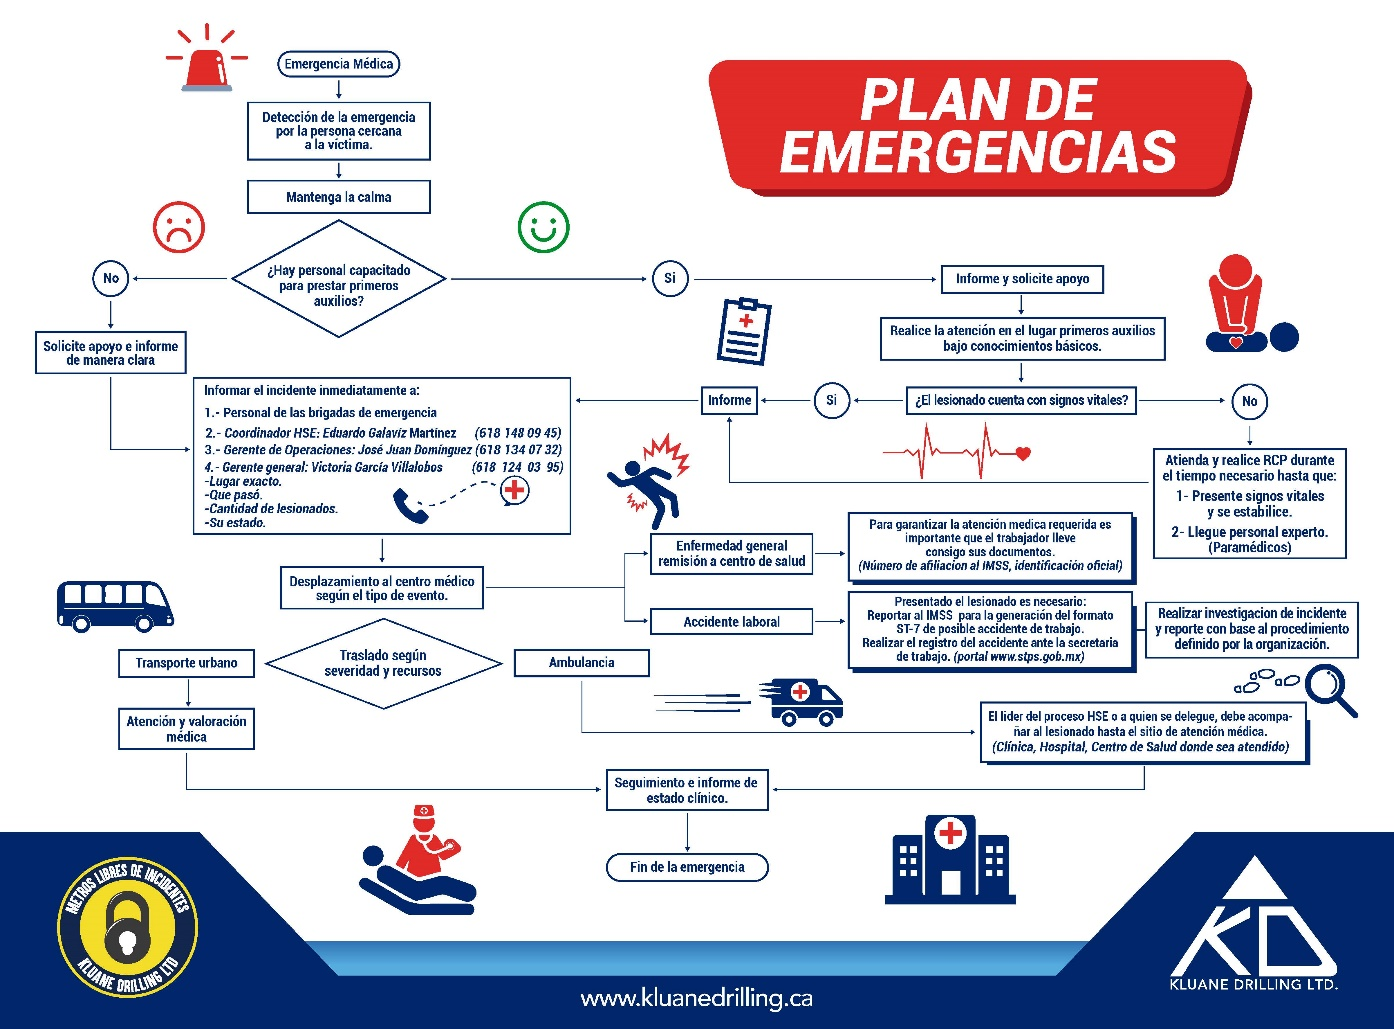 PLAN DE
EMERGENCIAS
Emergencia Médica
Detección de la emergencia
por la persona cercana
a la víctima.
Mantenga la calma
¿Hay personal capacitado
para prestar primeros
auxilios?
No
Si
Solicite apoyo e informe
de manera clara
Informe y solicite apoyo
Realice la atención en el lugar primeros auxilios
bajo conocimientos básicos.
¿El lesionado cuenta con signos vitales?
Si
No
Informe
Atienda y realice RCP durante
el tiempo necesario hasta que:
1- Presente signos vitales
y se estabilice.
2- Llegue personal experto.
(Paramédicos)
Informar el incidente inmediatamente a:
1.- Personal de las brigadas de emergencia
2.- Coordinador HSE: Eduardo Galavíz Martínez (618 148 09 45)
3.- Gerente de Operaciones: José Juan Domínguez (618 134 07 32)
4.- Gerente general: Victoria García Villalobos (618 124 03 95)
-Lugar exacto.
-Que pasó.
-Cantidad de lesionados.
-Su estado.
Desplazamiento al centro médico
según el tipo de evento.
Enfermedad general
remisión a centro de salud
Para garantizar la atención medica requerida es
importante que el trabajador lleve
consigo sus documentos.
(Número de afiliacion al IMSS, identificación oficial)
Accidente laboral
Presentado el lesionado es necesario:
Reportar al IMSS para la generación del formato
ST-7 de posible accidente de trabajo.
Realizar el registro del accidente ante la secretaria
de trabajo. (portal www.stps.gob.mx)
Realizar investigacion de incidente
y reporte con base al procedimiento
definido por la organización.
Traslado según
severidad y recursos
Transporte urbano
Ambulancia
Atención y valoración
médica
El lider del proceso HSE o a quien se delegue, debe acompa-
ñar al lesionado hasta el sitio de atención médica.
(Clínica, Hospital, Centro de Salud donde sea atendido)
Seguimiento e informe de
estado clínico.
Fin de la emergencia
METROS LIBRES DE INCIDENTES
KLUANE DRILLING LTD
www.kluanedrilling.ca
KD
KLUANE DRILLING LTD.